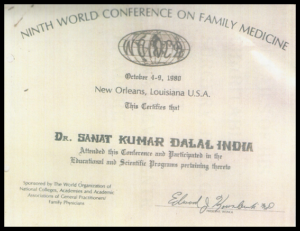 NINTH WORLD CONFERENCE ON FAMILY MEDICINE
WONCA
October 4-9, 1980
New Orleans, Louisiana U.S.A.
This Certifies that
Dr. SANAT KUMAR DALAL INDIA
Attended this Conference and Participated in the
Educational and Scientific Programs pertaining thereto
Sponsored by The World Organization of
National Colleges, Academies and Academic
Associations of General Practitioners/
Family Physicians
Edward J.